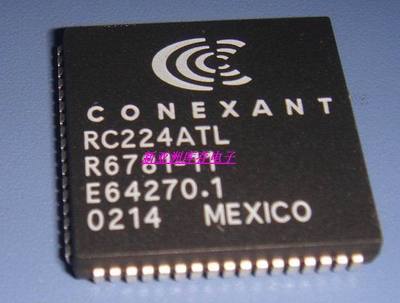 CONEXANT
RC224ATL
R6781-11
E64270.1
0214 MEXICO